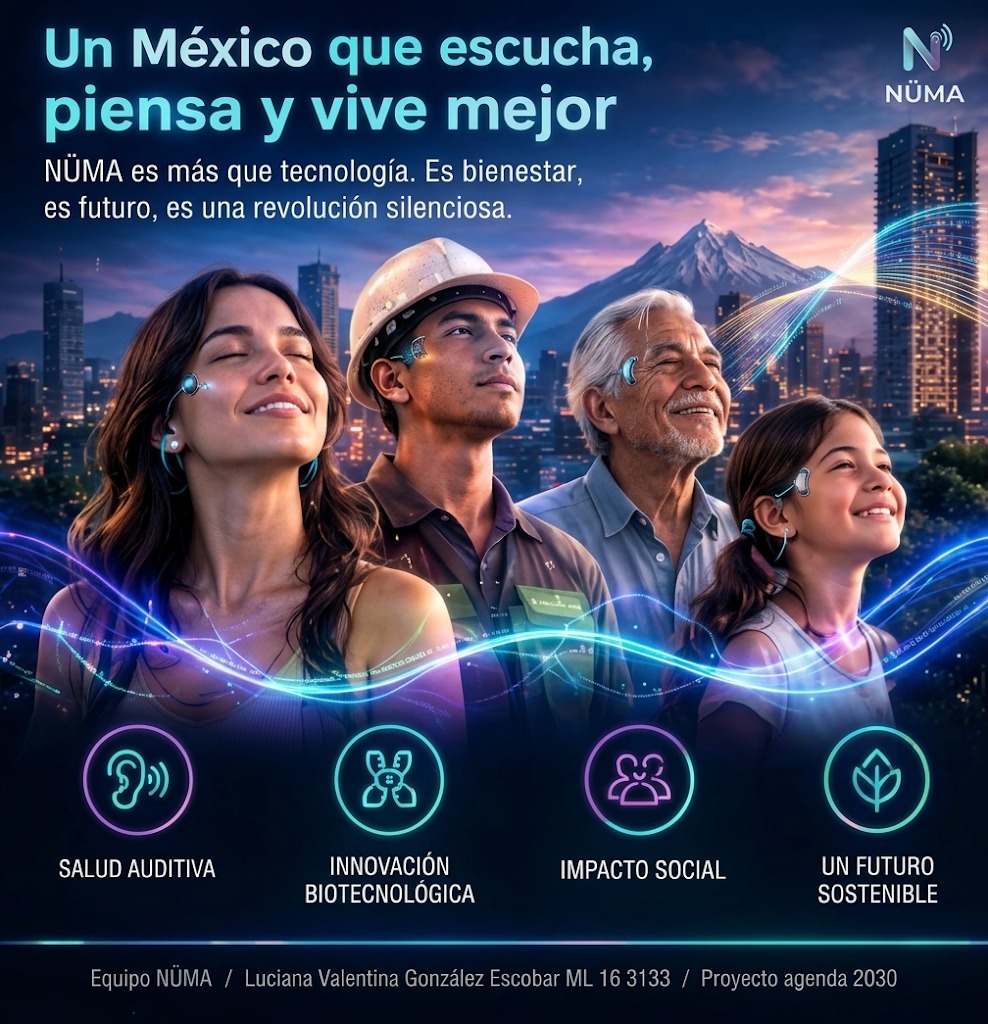 Un México que escucha,
piensa y vive mejor
NÜMA es más que tecnología. Es bienestar,
es futuro, es una revolución silenciosa.
NÜMA
SALUD AUDITIVA
INNOVACIÓN
BIOTECNOLÓGICA
IMPACTO SOCIAL
UN FUTURO
SOSTENIBLE
Equipo NÜMA / Luciana Valentina González Escobar ML 16 3133 / Proyecto agenda 2030